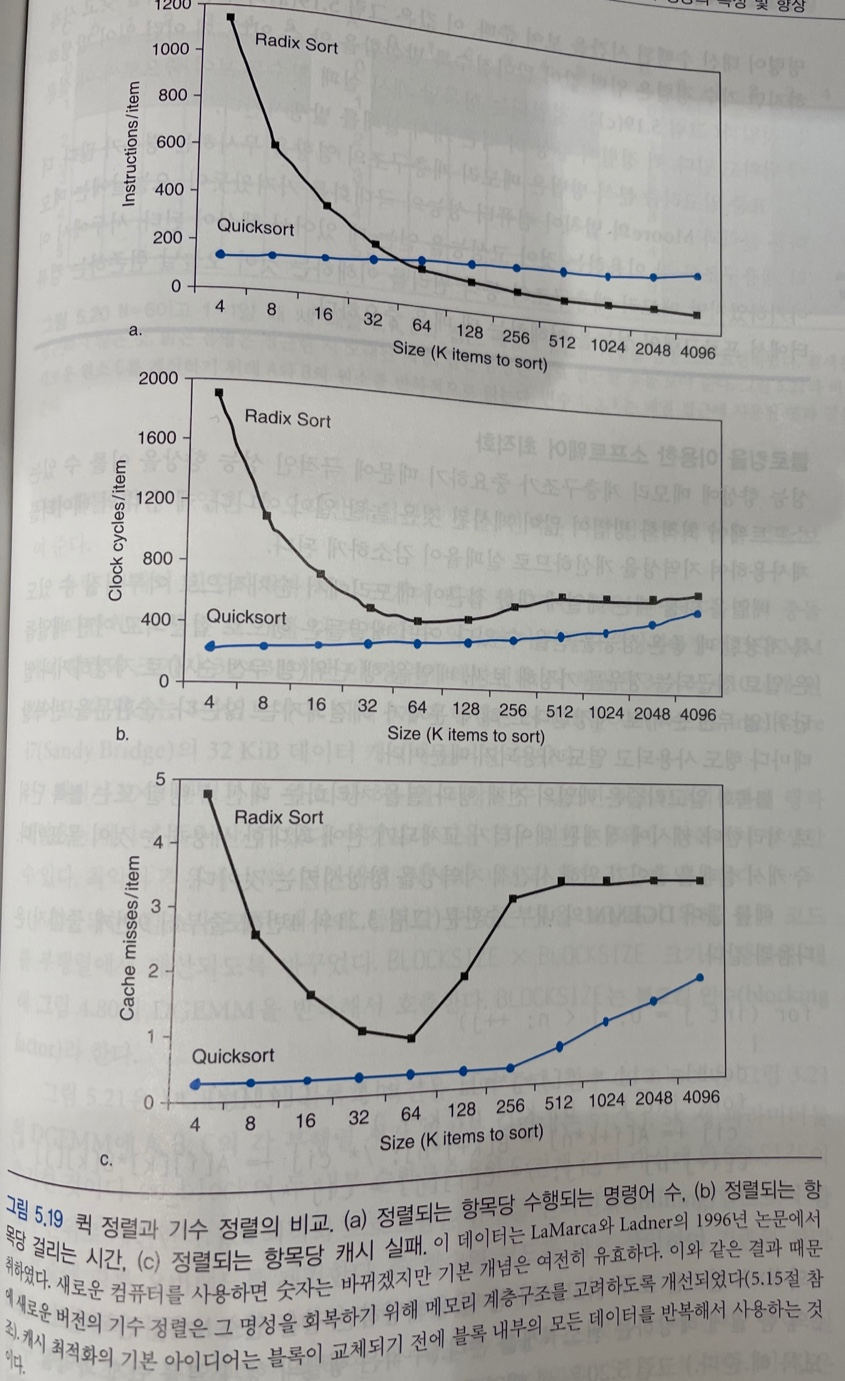 특성 및 향상
1200
1000
800
600
400
200
0
Instructions/item
Radix Sort
Quicksort
4 8 16 32 64 128 256 512 1024 2048 4096
Size (K items to sort)
a.
2000
1600
1200
800
400
0
Clock cycles/item
Radix Sort
Quicksort
4 8 16 32 64 128 256 512 1024 2048 4096
Size (K items to sort)
b.
5
4
3
2
1
0
Cache misses/item
Radix Sort
Quicksort
4 8 16 32 64 128 256 512 1024 2048 4096
Size (K items to sort)
c.
그림 5.19 퀵 정렬과 기수 정렬의 비교. (a) 정렬되는 항목당 수행되는 명령어 수, (b) 정렬되는 항
목당 걸리는 시간, (c) 정렬되는 항목당 캐시 실패. 이 데이터는 LaMarca와 Ladner의 1996년 논문에서
취하였다. 새로운 컴퓨터를 사용하면 숫자는 바뀌겠지만 기본 개념은 여전히 유효하다. 이와 같은 결과 때문
에 새로운 버전의 기수 정렬은 그 명성을 회복하기 위해 메모리 계층구조를 고려하도록 개선되었다(5.15절 참
조). 캐시 최적화의 기본 아이디어는 블록이 교체되기 전에 블록 내부의 모든 데이터를 반복해서 사용하는 것
이다.